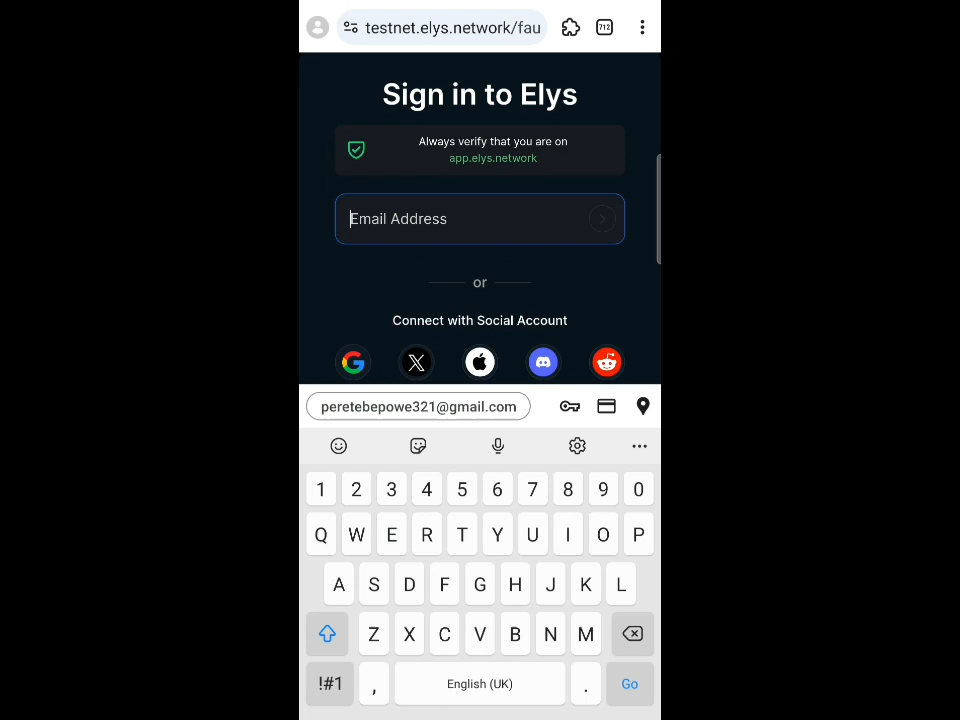 testnet.elys.network/fau
712
Sign in to Elys
Always verify that you are on
app.elys.network
Email Address
or
Connect with Social Account
peretebepowe321@gmail.com
1 2 3 4 5 6 7 8 9 0
Q W E R T Y U I O P
A S D F G H J K L
Z X C V B N M
!#1 , English (UK) . Go